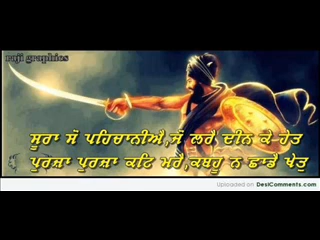 raji graphics
ਸੂਰਾ ਸੋ ਪਹਿਚਾਨੀਐ,ਜੋ ਲਰੈ ਦੀਨ ਕੇ ਹੇਤ
ਪੁਰਜ਼ਾ ਪੁਰਜ਼ਾ ਕਟਿ ਮਰੈ,ਕਬਹੂ ਨ ਛਾਡੈ ਖੇਤੁ
Uploaded on DesiComments.com